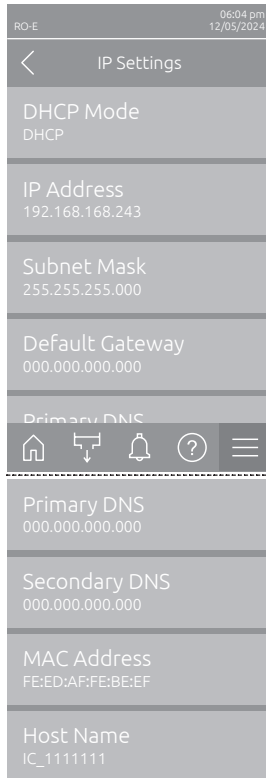 RO-E
06:04 pm
12/05/2024
IP Settings
DHCP Mode
DHCP
IP Address
192.168.168.243
Subnet Mask
255.255.255.000
Default Gateway
000.000.000.000
Primary DNS
Primary DNS
000.000.000.000
Secondary DNS
000.000.000.000
MAC Address
FE:ED:AF:FE:BE:EF
Host Name
IC_1111111